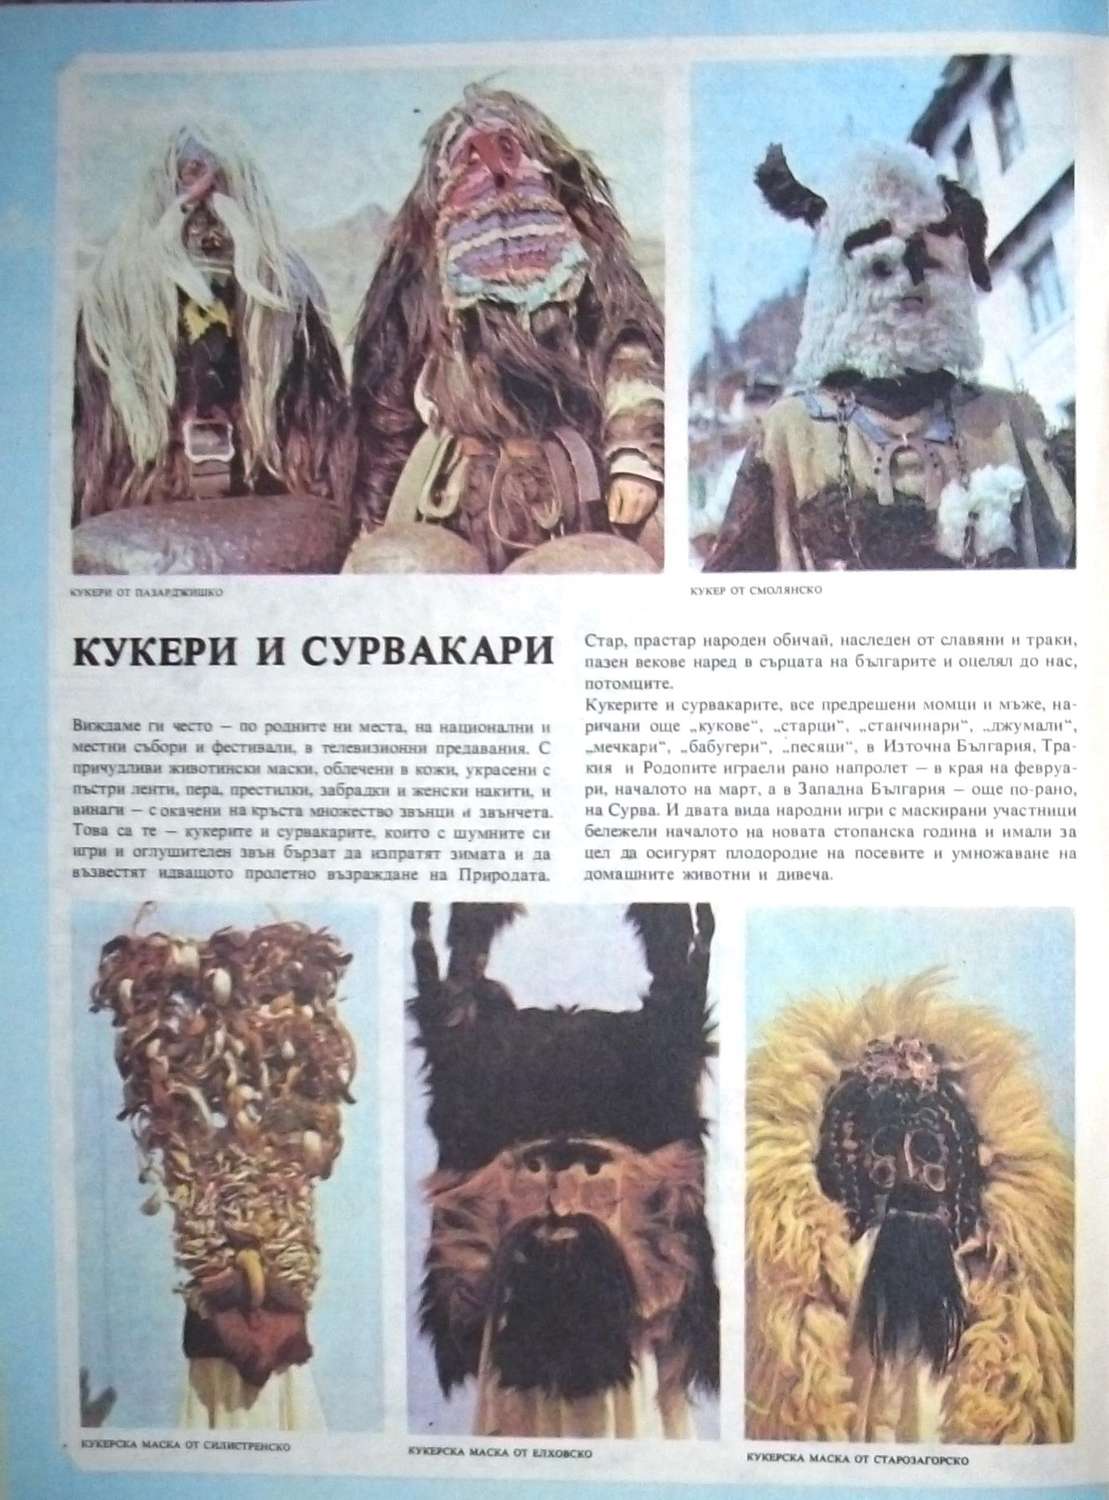 КУКЕРИ ОТ ПАЗАРДЖИШКО
КУКЕР ОТ СМОЛЯНСКО
КУКЕРИ И СУРВАКАРИ
Виждаме ги често — по родните ни места, на национални и
местни събори и фестивали, в телевизионни предавания. С
причудливи животински маски, облечени в кожи, украсени с
пъстри ленти, пера, престилки, забрадки и женски накити, и
винаги — с окачени на кръста множество звънци и звънчета.
Това са те — кукерите и сурвакарите, които с шумните си
игри и оглушителен звън бързат да изпратят зимата и да
възвестят идващото пролетно възраждане на Природата.
Стар, прастар народен обичай, наследен от славяни и траки,
пазен векове наред в сърцата на българите и оцелял до нас,
потомците.
Кукерите и сурвакарите, все предрешени момци и мъже, на-
ричани още „кукове“, „старци“, „станчинари“, „джумали“,
„мечкари“, „бабугери“, „песяци“, в Източна България, Тра-
кия и Родопите играели рано напролет — в края на февруа-
ри, началото на март, а в Западна България — още по-рано,
на Сурва. И двата вида народни игри с маскирани участници
бележели началото на новата стопанска година и имали за
цел да осигурят плодородие на посевите и умножаване на
домашните животни и дивеча.
КУКЕРСКА МАСКА ОТ СИЛИСТРЕНСКО
КУКЕРСКА МАСКА ОТ ЕЛХОВСКО
КУКЕРСКА МАСКА ОТ СТАРОЗАГОРСКО